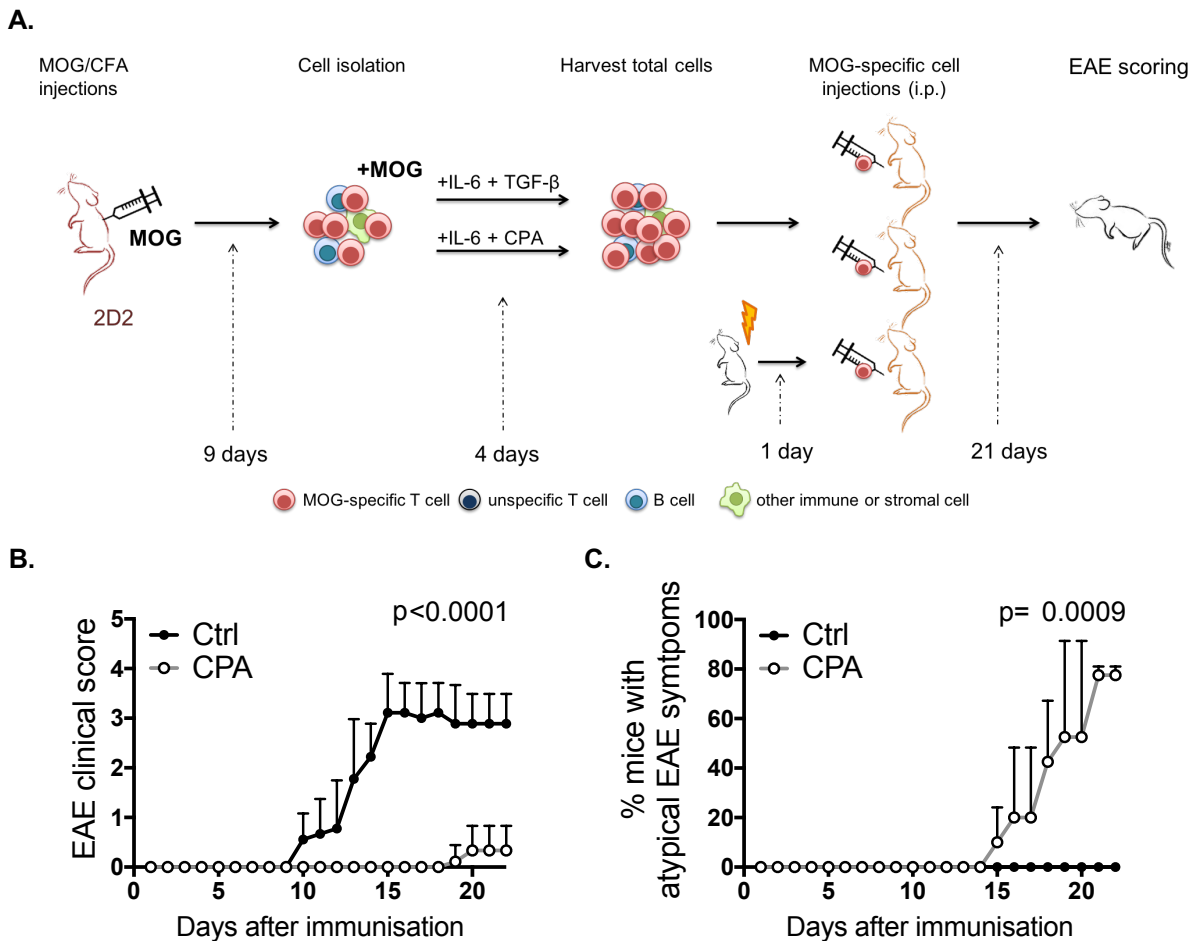 A.
MOG/CFA
injections
Cell isolation
Harvest total cells
MOG-specific cell
injections (i.p.)
EAE scoring
+MOG
+IL-6 + TGF-β
+IL-6 + CPA
MOG
2D2
9 days
4 days
1 day
21 days
MOG-specific T cell
unspecific T cell
B cell
other immune or stromal cell
B.
EAE clinical score
5
4
3
2
1
0
Ctrl
CPA
p<0.0001
0
5
10
15
20
Days after immunisation
C.
% mice with
atypical EAE symtpoms
100
80
60
40
20
0
Ctrl
CPA
p= 0.0009
0
5
10
15
20
Days after immunisation